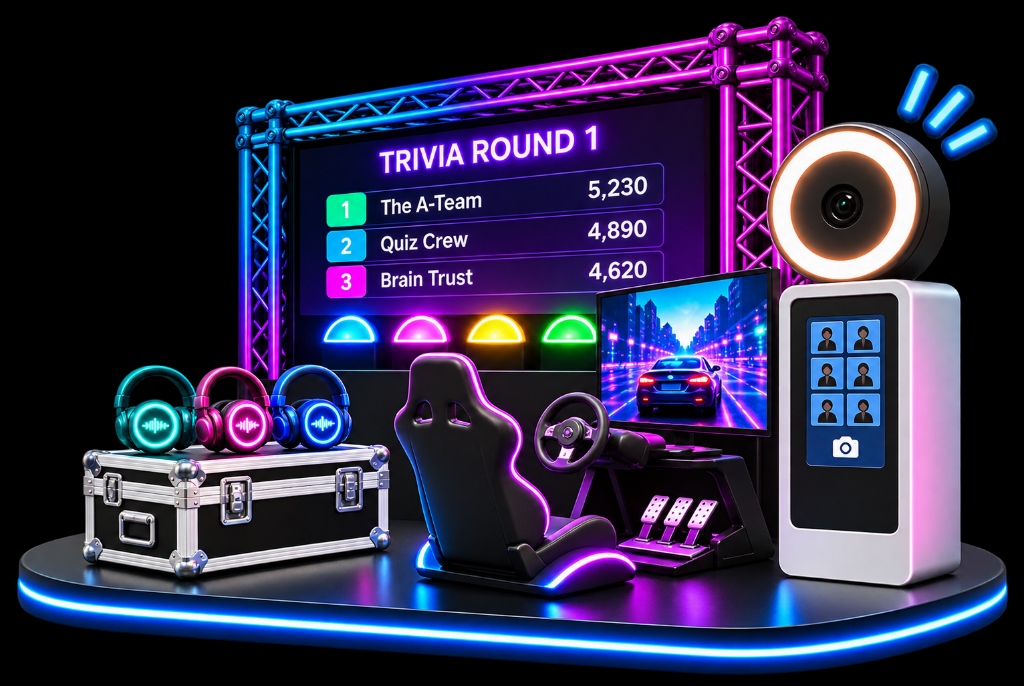 TRIVIA ROUND 1
1 The A-Team 5,230
2 Quiz Crew 4,890
3 Brain Trust 4,620